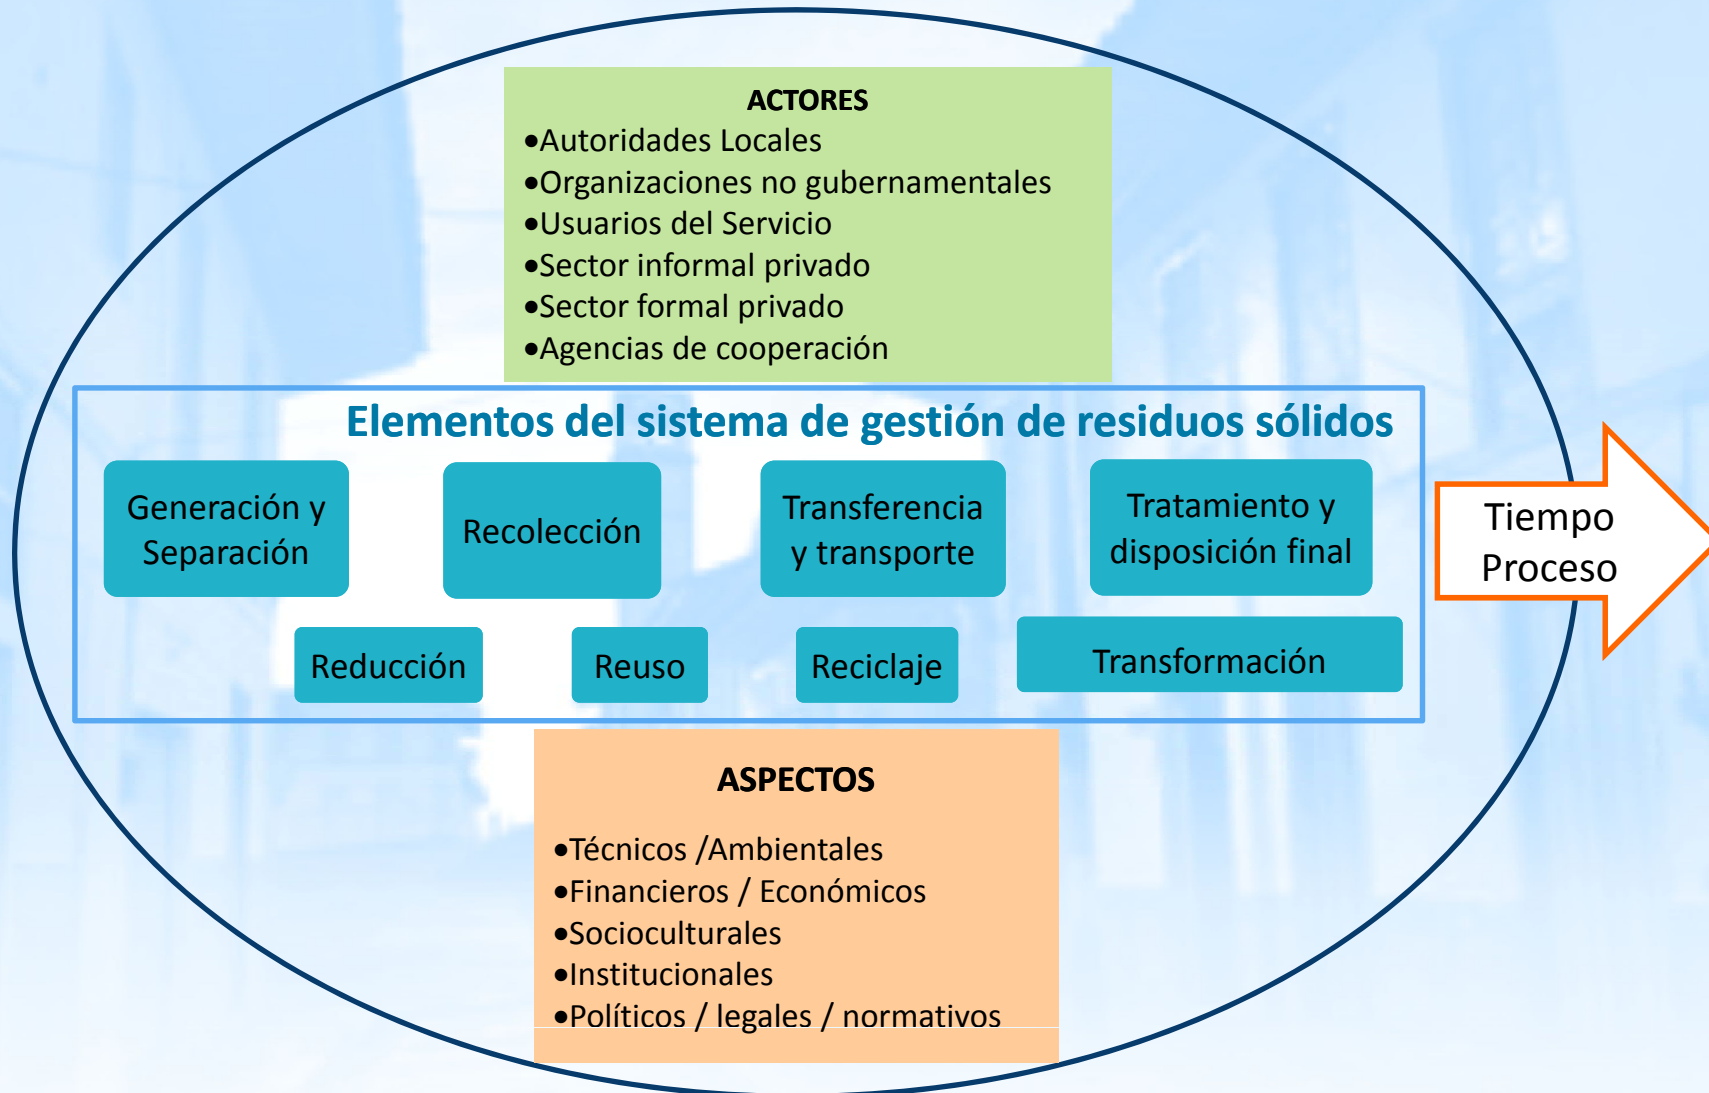 ACTORES
•Autoridades Locales
•Organizaciones no gubernamentales
•Usuarios del Servicio
•Sector informal privado
•Sector formal privado
•Agencias de cooperación
Elementos del sistema de gestión de residuos sólidos
Generación y
Separación
Recolección
Transferencia
y transporte
Tratamiento y
disposición final
Reducción
Reuso
Reciclaje
Transformación
Tiempo
Proceso
ASPECTOS
•Técnicos /Ambientales
•Financieros / Económicos
•Socioculturales
•Institucionales
•Políticos / legales / normativos